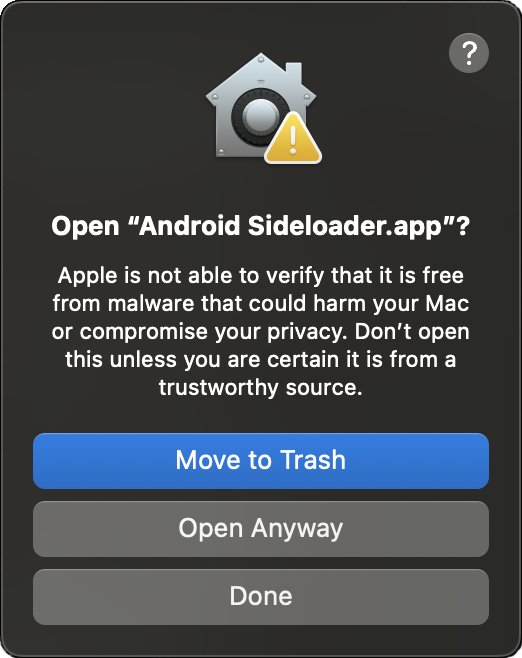 ?
Open “Android Sideloader.app”?
Apple is not able to verify that it is free
from malware that could harm your Mac
or compromise your privacy. Don’t open
this unless you are certain it is from a
trustworthy source.
Move to Trash
Open Anyway
Done